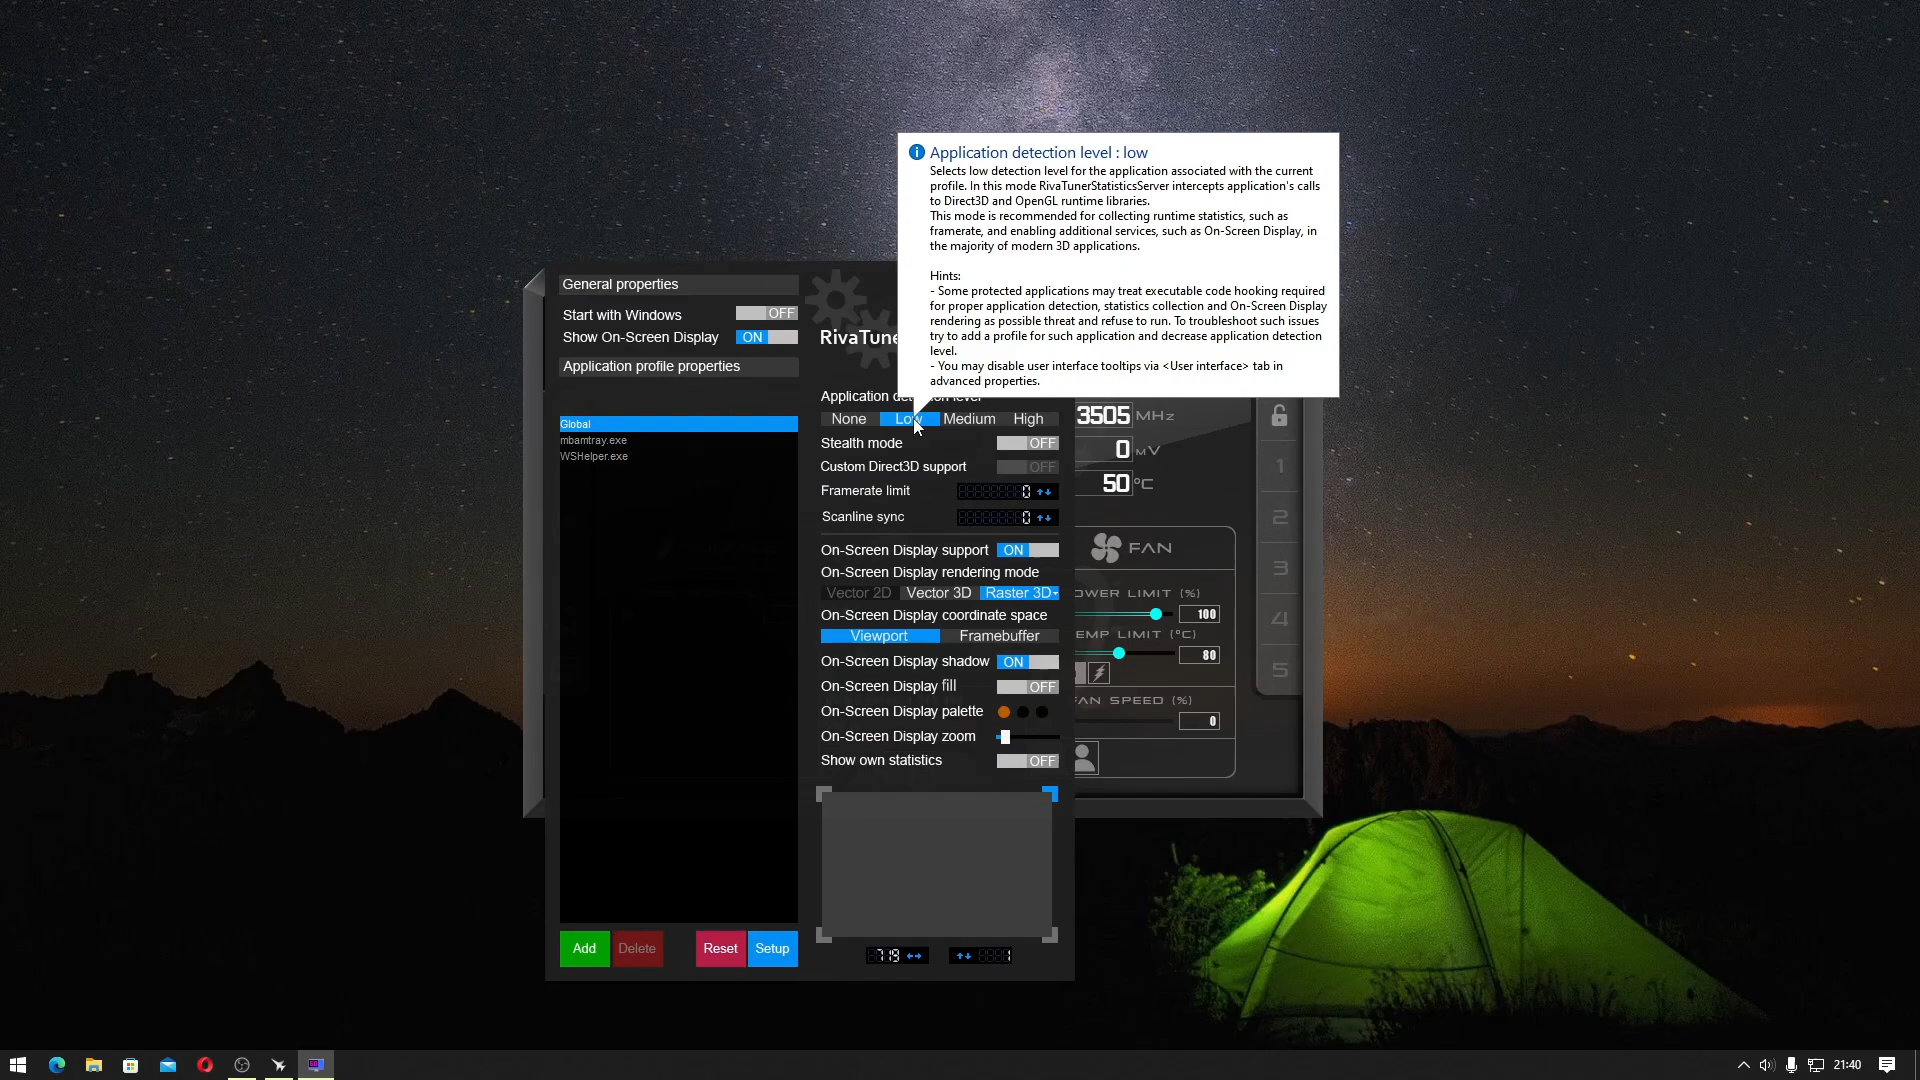 Application detection level : low
Selects low detection level for the application associated with the current
profile. In this mode RivaTunerStatisticsServer intercepts application's calls
to Direct3D and OpenGL runtime libraries.
This mode is recommended for collecting runtime statistics, such as
framerate, and enabling additional services, such as On-Screen Display, in
the majority of modern 3D applications.
Hints:
- Some protected applications may treat executable code hooking required
for proper application detection, statistics collection and On-Screen Display
rendering as possible threat and refuse to run. To troubleshoot such issues
try to add a profile for such application and decrease application detection
level.
- You may disable user interface tooltips via <User interface> tab in
advanced properties.
General properties
Start with Windows OFF
Show On-Screen Display ON
Application profile properties
Global
mbamtray.exe
WSHelper.exe
Add Delete Reset Setup
RivaTune
Application detection level
None Low Medium High
Stealth mode OFF
Custom Direct3D support OFF
Framerate limit 0
Scanline sync 0
On-Screen Display support ON
On-Screen Display rendering mode
Vector 2D Vector 3D Raster 3D
On-Screen Display coordinate space
Viewport Framebuffer
On-Screen Display shadow ON
On-Screen Display fill OFF
On-Screen Display palette
On-Screen Display zoom
Show own statistics OFF
719 1
3505 MHz
0 MV
50 °C
FAN
OWER LIMIT (%)
100
EMP LIMIT (°C)
80
FAN SPEED (%)
0
1
2
3
4
5
21:40